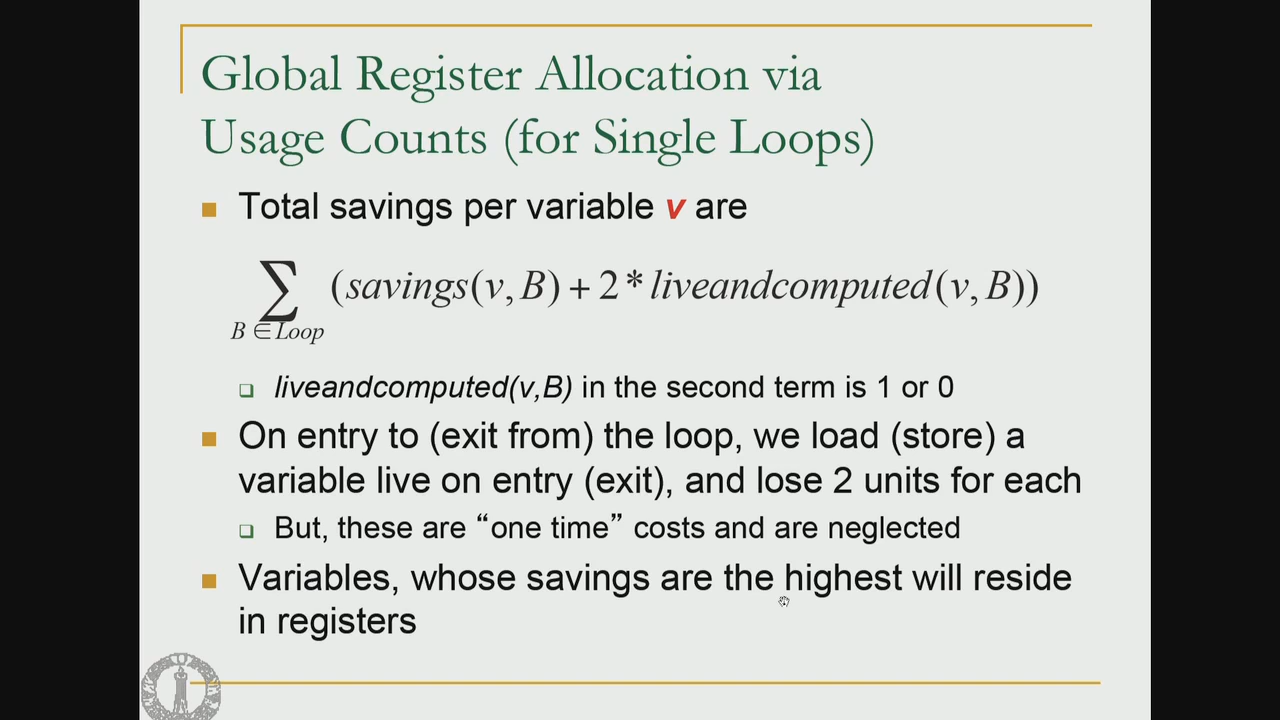 Global Register Allocation via
Usage Counts (for Single Loops)
Total savings per variable v are
∑ (savings(v, B) + 2 * liveandcomputed(v, B))
B ∈ Loop
liveandcomputed(v,B) in the second term is 1 or 0
On entry to (exit from) the loop, we load (store) a
variable live on entry (exit), and lose 2 units for each
But, these are “one time” costs and are neglected
Variables, whose savings are the highest will reside
in registers